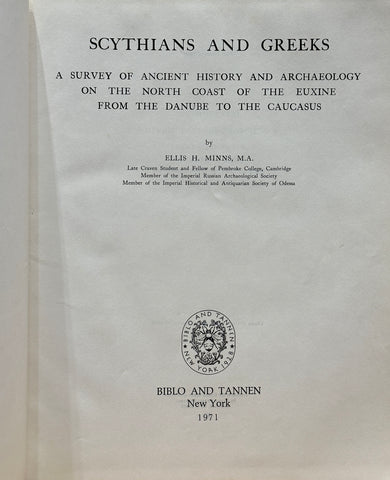 SCYTHIANS AND GREEKS
A SURVEY OF ANCIENT HISTORY AND ARCHAEOLOGY
ON THE NORTH COAST OF THE EUXINE
FROM THE DANUBE TO THE CAUCASUS
by
ELLIS H. MINNS, M.A.
Late Craven Student and Fellow of Pembroke College, Cambridge
Member of the Imperial Russian Archaeological Society
Member of the Imperial Historical and Antiquarian Society of Odessa
BIBLO AND TANNEN
NEW YORK 1928
BIBLO AND TANNEN
New York
1971